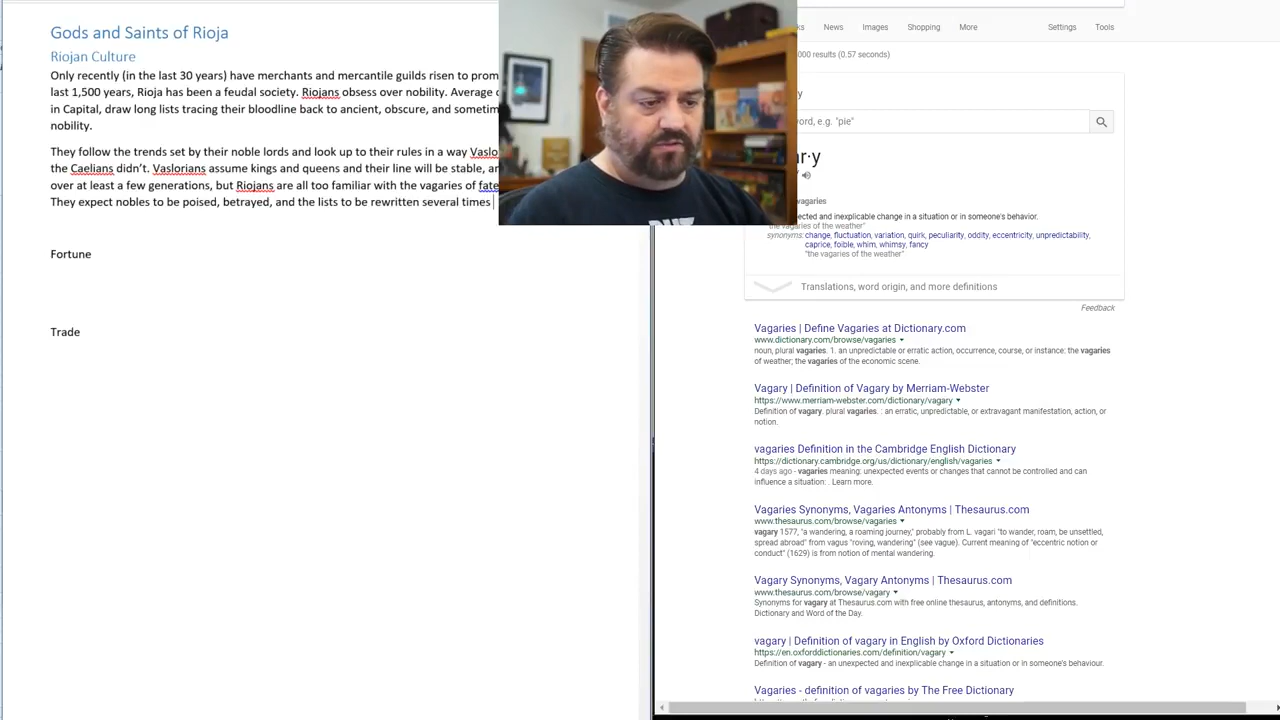 Gods and Saints of Rioja
Riojan Culture
Only recently (in the last 30 years) have merchants and mercantile guilds risen to prom
last 1,500 years, Rioja has been a feudal society. Riojans obsess over nobility. Average
in Capital, draw long lists tracing their bloodline back to ancient, obscure, and sometim
nobility.
They follow the trends set by their noble lords and look up to their rules in a way Vaslo
the Caelians didn't. Vaslorians assume kings and queens and their line will be stable, an
over at least a few generations, but Riojans are all too familiar with the vagaries of fate
They expect nobles to be poised, betrayed, and the lists to be rewritten several times
Fortune
Trade
ks News Images Shopping More Settings Tools
000 results (0.57 seconds)
y
ord, e.g. "pie"
ar·y
vagaries
ected and inexplicable change in a situation or in someone's behavior.
"the vagaries of the weather"
synonyms: change, fluctuation, variation, quirk, peculiarity, oddity, eccentricity, unpredictability,
caprice, foible, whim, whimsy, fancy
"the vagaries of the weather"
Translations, word origin, and more definitions
Feedback
Vagaries | Define Vagaries at Dictionary.com
www.dictionary.com/browse/vagaries
noun, plural vagaries. 1. an unpredictable or erratic action, occurrence, course, or instance: the vagaries
of weather; the vagaries of the economic scene.
Vagary | Definition of Vagary by Merriam-Webster
https://www.merriam-webster.com/dictionary/vagary
Definition of vagary. plural vagaries. : an erratic, unpredictable, or extravagant manifestation, action, or
notion.
vagaries Definition in the Cambridge English Dictionary
https://dictionary.cambridge.org/us/dictionary/english/vagaries
4 days ago - vagaries meaning: unexpected events or changes that cannot be controlled and can
influence a situation: . Learn more.
Vagaries Synonyms, Vagaries Antonyms | Thesaurus.com
www.thesaurus.com/browse/vagaries
vagary 1577, "a wandering, a roaming journey," probably from L. vagari "to wander, roam, be unsettled,
spread abroad" from vagus "roving, wandering" (see vague). Current meaning of "eccentric notion or
conduct" (1629) is from notion of mental wandering.
Vagary Synonyms, Vagary Antonyms | Thesaurus.com
www.thesaurus.com/browse/vagary
Synonyms for vagary at Thesaurus.com with free online thesaurus, antonyms, and definitions.
Dictionary and Word of the Day.
vagary | Definition of vagary in English by Oxford Dictionaries
https://en.oxforddictionaries.com/definition/vagary
Definition of vagary - an unexpected and inexplicable change in a situation or in someone's behaviour.
Vagaries - definition of vagaries by The Free Dictionary